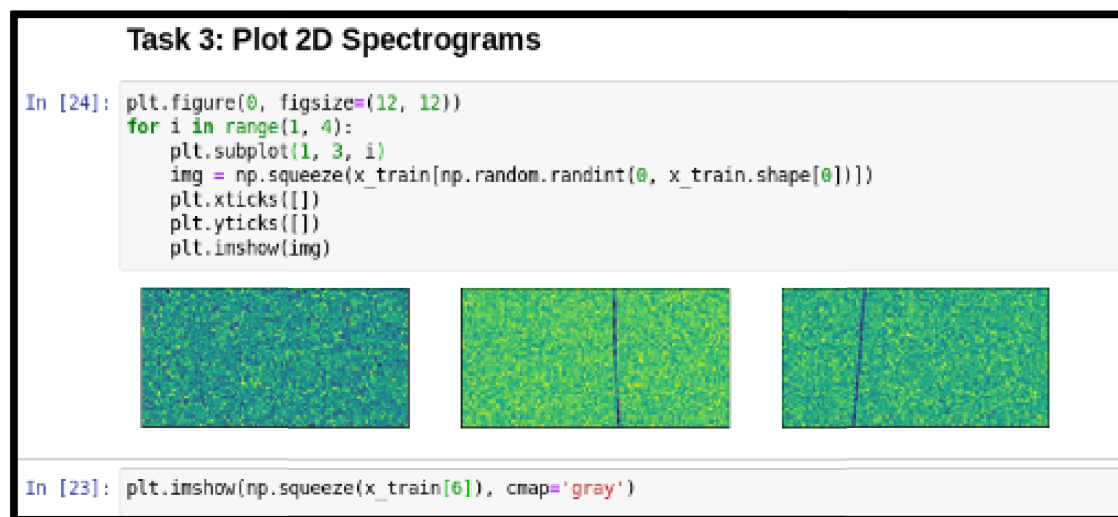 Task 3: Plot 2D Spectrograms
In [24]: plt.figure(0, figsize=(12, 12))
for i in range(1, 4):
    plt.subplot(1, 3, i)
    img = np.squeeze(x_train[np.random.randint(0, x_train.shape[0])])
    plt.xticks([])
    plt.yticks([])
    plt.imshow(img)
In [23]: plt.imshow(np.squeeze(x_train[6]), cmap='gray')